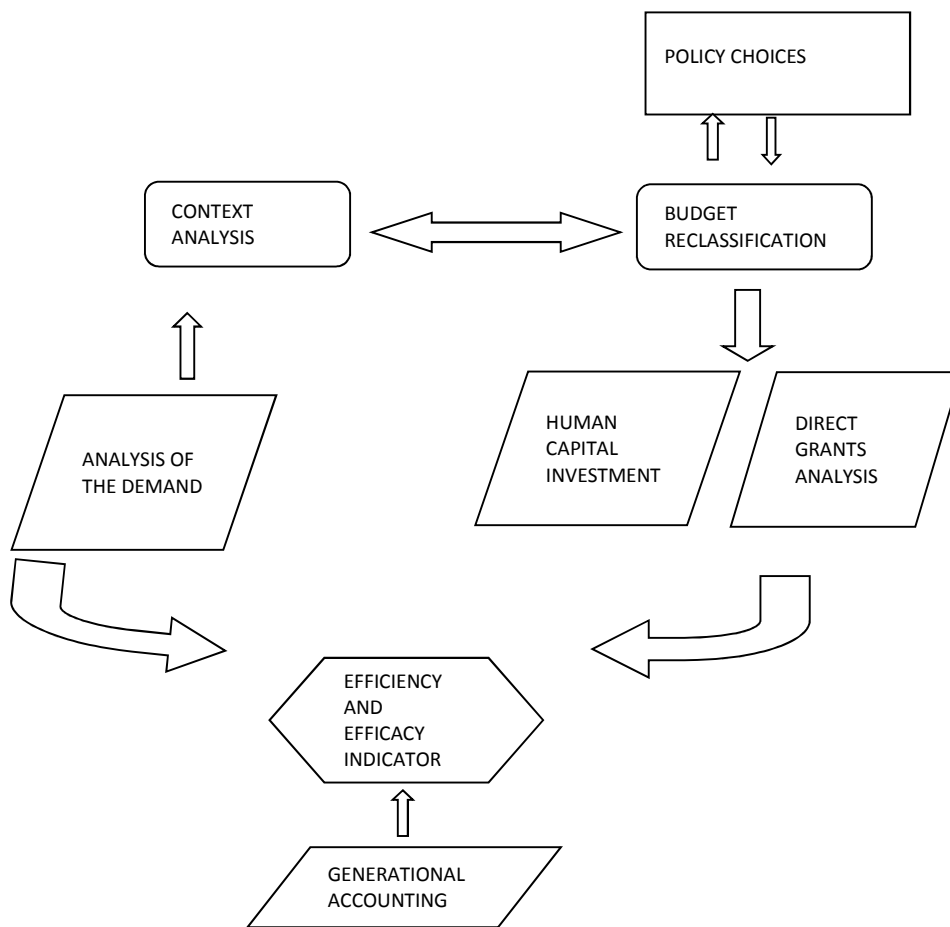 POLICY CHOICES
CONTEXT
ANALYSIS
BUDGET
RECLASSIFICATION
ANALYSIS OF
THE DEMAND
HUMAN
CAPITAL
INVESTMENT
DIRECT
GRANTS
ANALYSIS
EFFICIENCY
AND
EFFICACY
INDICATOR
GENERATIONAL
ACCOUNTING